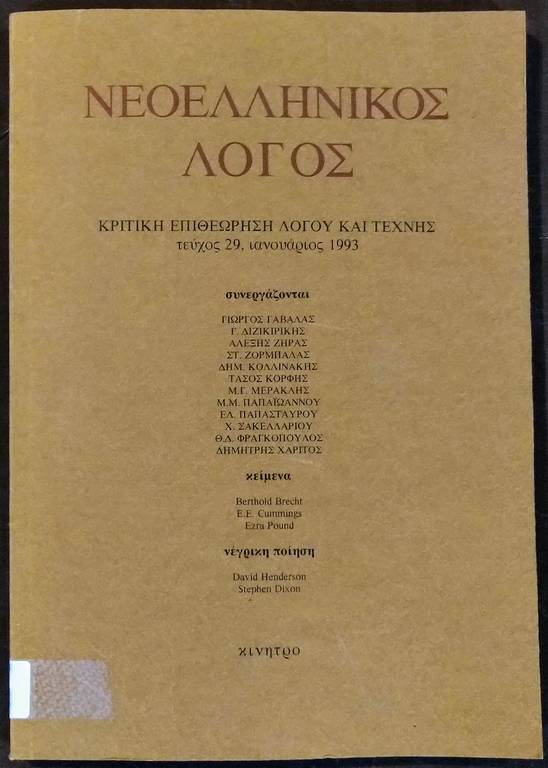 ΝΕΟΕΛΛΗΝΙΚΟΣ
ΛΟΓΟΣ
ΚΡΙΤΙΚΗ ΕΠΙΘΕΩΡΗΣΗ ΛΟΓΟΥ ΚΑΙ ΤΕΧΝΗΣ
τεύχος 29, ιανουάριος 1993
συνεργάζονται
ΓΙΩΡΓΟΣ ΓΑΒΑΛΑΣ
Γ. ΔΙΖΙΚΙΡΙΚΗΣ
ΑΛΕΞΗΣ ΖΗΡΑΣ
ΣΤ. ΖΟΡΜΠΑΛΑΣ
ΔΗΜ. ΚΟΛΛΙΝΑΚΗΣ
ΤΑΣΟΣ ΚΟΡΦΗΣ
Μ.Γ. ΜΕΡΑΚΛΗΣ
Μ.Μ. ΠΑΠΑΪΩΑΝΝΟΥ
ΕΛ. ΠΑΠΑΣΤΑΥΡΟΥ
Χ. ΣΑΚΕΛΛΑΡΙΟΥ
Θ.Δ. ΦΡΑΓΚΟΠΟΥΛΟΣ
ΔΗΜΗΤΡΗΣ ΧΑΡΙΤΟΣ
κείμενα
Berthold Brecht
E.E. Cummings
Ezra Pound
νέγρικη ποίηση
David Henderson
Stephen Dixon
κίνητρο